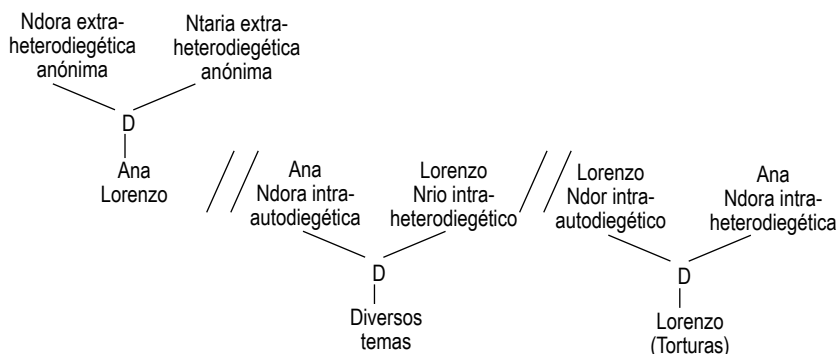 Ndora extra-
heterodiegética
anónima
Ntaria extra-
heterodiegética
anónima
D
Ana
Lorenzo
Ana
Ndora intra-
autodiegética
Lorenzo
Nrio intra-
heterodiegético
D
Diversos
temas
Lorenzo
Ndor intra-
autodiegético
Ana
Ndora intra-
heterodiegética
D
Lorenzo
(Torturas)